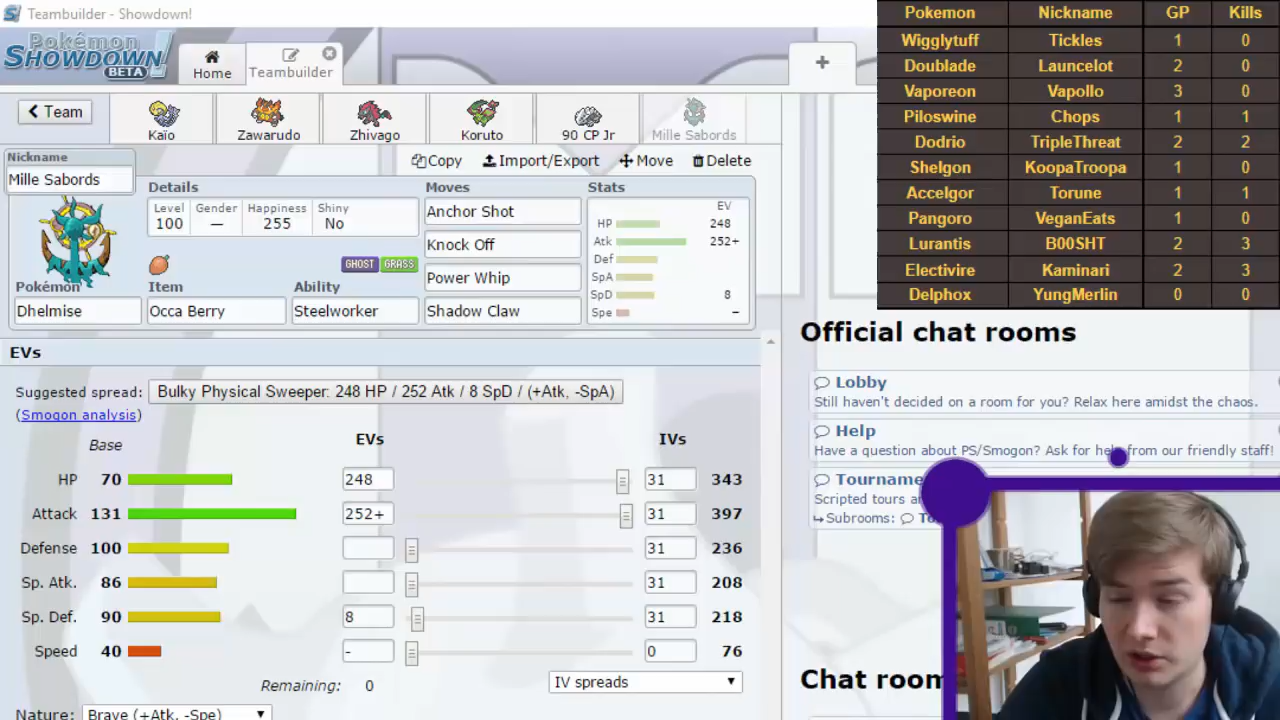 Teambuilder - Showdown!
Pokémon
SHOWDOWN!
BETA
Home
Teambuilder
+
< Team
Kaïo
Zawarudo
Zhivago
Koruto
90 CP Jr
Mille Sabords
Nickname
Mille Sabords
Copy
Import/Export
Move
Delete
Details
Level
Gender
Happiness
Shiny
100
—
255
No
GHOST
GRASS
Pokémon
Item
Ability
Dhelmise
Occa Berry
Steelworker
Moves
Anchor Shot
Knock Off
Power Whip
Shadow Claw
Stats
EV
HP 248
Atk 252+
Def
SpA
SpD 8
Spe –
EVs
Suggested spread: Bulky Physical Sweeper: 248 HP / 252 Atk / 8 SpD / (+Atk, -SpA)
(Smogon analysis)
Base EVs IVs
HP 70 248 31 343
Attack 131 252+ 31 397
Defense 100 31 236
Sp. Atk. 86 31 208
Sp. Def. 90 8 31 218
Speed 40 - 0 76
Remaining: 0
IV spreads
Nature: Brave (+Atk, -Spe)
Pokemon Nickname GP Kills
Wigglytuff Tickles 1 0
Doublade Launcelot 2 0
Vaporeon Vapollo 3 0
Piloswine Chops 1 1
Dodrio TripleThreat 2 2
Shelgon KoopaTroopa 1 0
Accelgor Torune 1 1
Pangoro VeganEats 1 0
Lurantis B00SHT 2 3
Electivire Kaminari 2 3
Delphox YungMerlin 0 0
Official chat rooms
Lobby
Still haven't decided on a room for you? Relax here amidst the chaos.
Help
Have a question about PS/Smogon? Ask for help from our friendly staff!
Tourname
Scripted tours a
Subrooms: To
Chat room